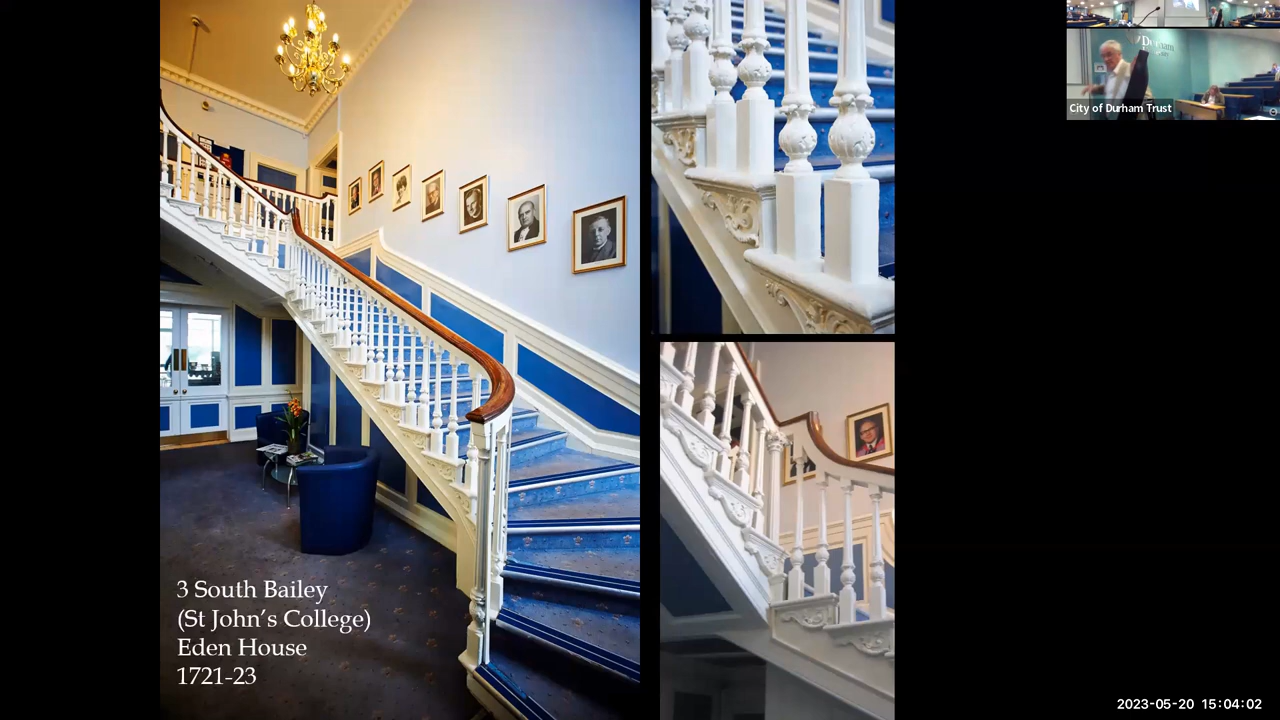 3 South Bailey
(St John's College)
Eden House
1721-23
City of Durham Trust
2023-05-20 15:04:02